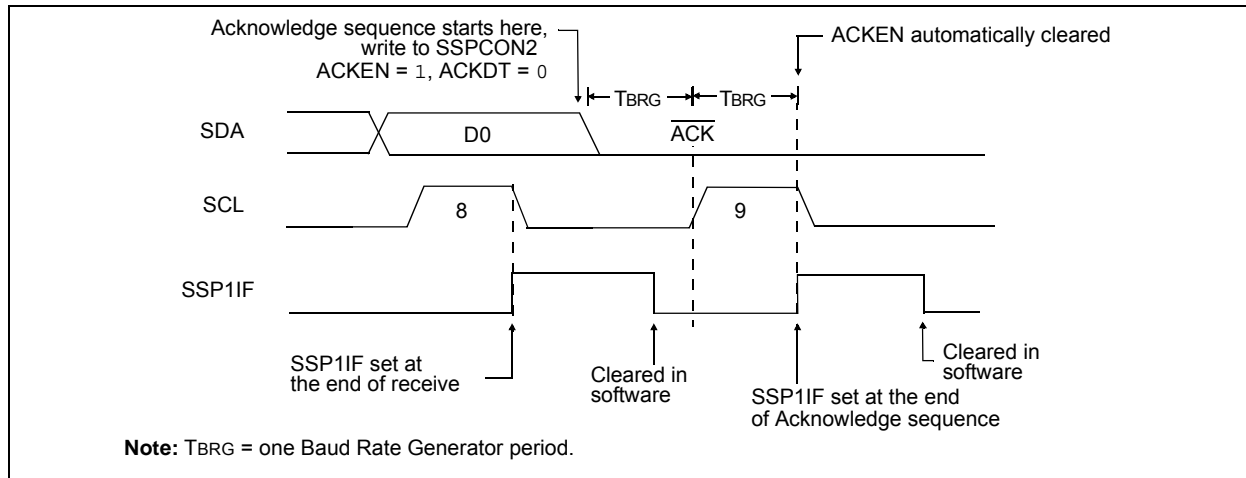 Acknowledge sequence starts here,
write to SSPCON2
ACKEN = 1, ACKDT = 0
ACKEN automatically cleared
TBRG
TBRG
SDA
D0
ACK
SCL
8
9
SSP1IF
SSP1IF set at
the end of receive
Cleared in
software
SSP1IF set at the end
of Acknowledge sequence
Cleared in
software
Note: TBRG = one Baud Rate Generator period.